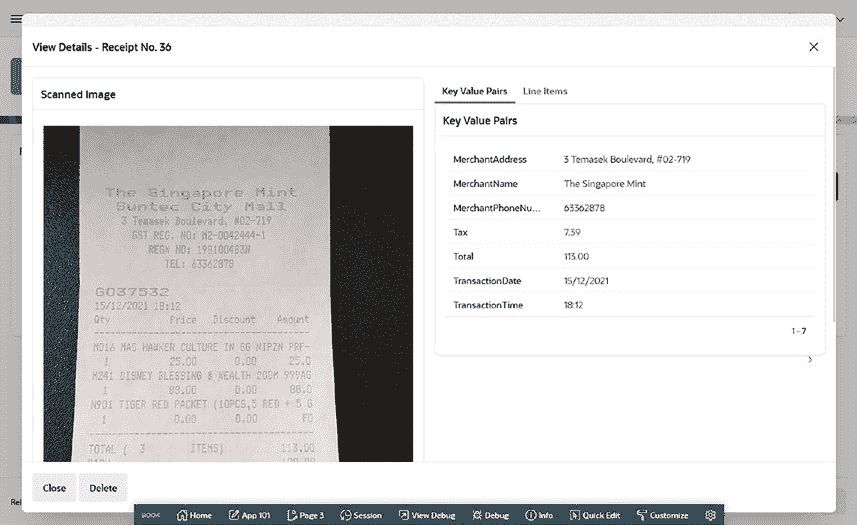 View Details - Receipt No. 36
Scanned Image
The Singapore Mint
Suntec City Mall
3 Temasek Boulevard, #02-719
GST REG. NO: M2-0042444-1
REGN NO: 198100483N
TEL: 63362878
G037532
15/12/2021 18:12
Qty Price Discount Amount
MD16 MAS HAWKER CULTURE IN SG NIPZN PRF-
1 25.00 0.00 25.0
M241 DISNEY BLESSING & WEALTH 200M 999AG
1 88.00 0.00 88.0
N901 TIGER RED PACKET (10PCS,5 RED + 5 G
1 0.00 0.00 FO
TOTAL ( 3 ITEMS) 113.00
Key Value Pairs Line Items
Key Value Pairs
MerchantAddress 3 Temasek Boulevard, #02-719
MerchantName The Singapore Mint
MerchantPhoneNu... 63362878
Tax 7.39
Total 113.00
TransactionDate 15/12/2021
TransactionTime 18:12
1 - 7
Close Delete
Home App 101 Page 3 Session View Debug Debug Info Quick Edit Customize